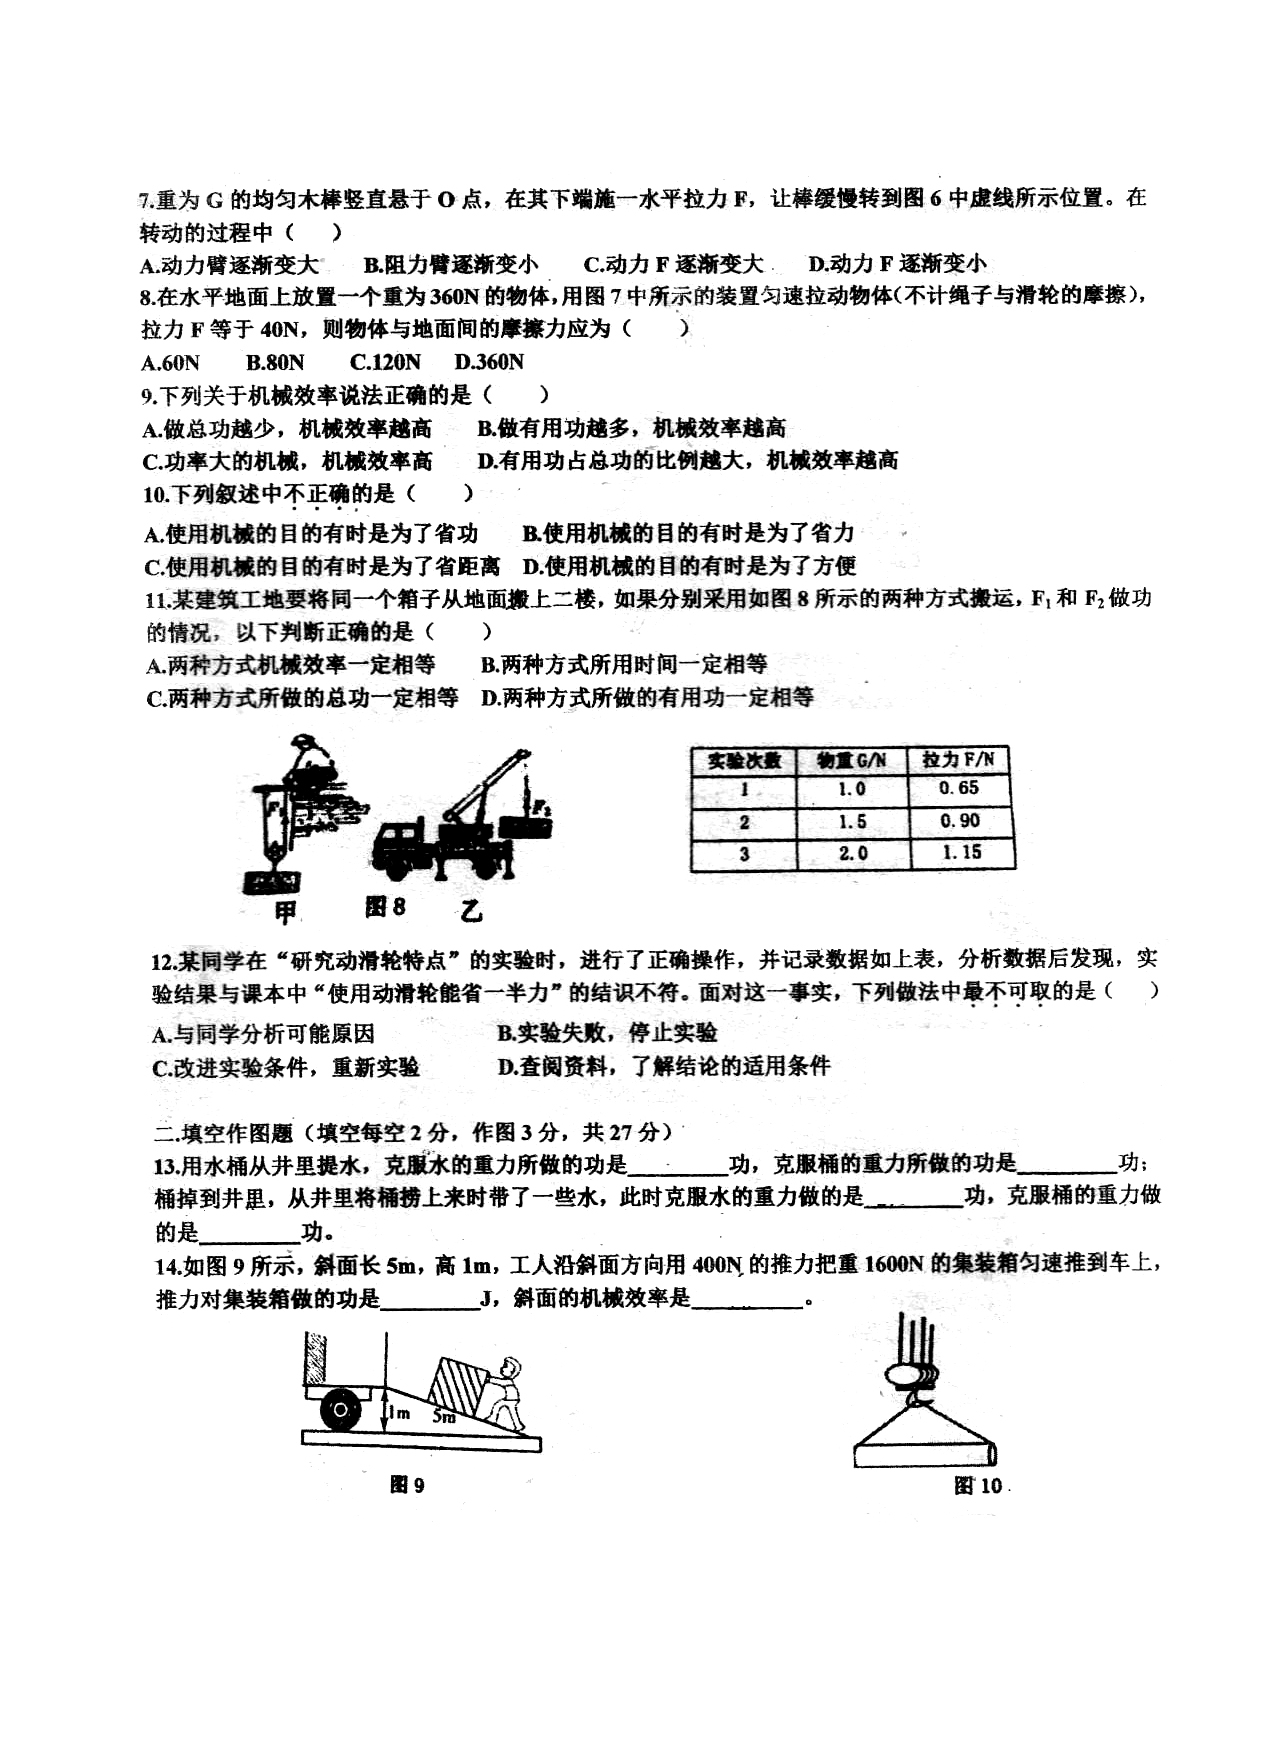 7.重为 G 的均匀木棒竖直悬于 O 点，在其下端施一水平拉力 F，让棒缓慢转到图 6 中虚线所示位置。在
转动的过程中（　　）
A.动力臂逐渐变大　　B.阻力臂逐渐变小　　C.动力 F 逐渐变大　　D.动力 F 逐渐变小
8.在水平地面上放置一个重为 360N 的物体，用图 7 中所示的装置匀速拉动物体（不计绳子与滑轮的摩擦），
拉力 F 等于 40N，则物体与地面间的摩擦力应为（　　）
A.60N　　B.80N　　C.120N　　D.360N
9.下列关于机械效率说法正确的是（　　）
A.做总功越少，机械效率越高　　B.做有用功越多，机械效率越高
C.功率大的机械，机械效率高　　D.有用功占总功的比例越大，机械效率越高
10.下列叙述中不正确的是（　　）
A.使用机械的目的有时是为了省功　　B.使用机械的目的有时是为了省力
C.使用机械的目的有时是为了省距离　D.使用机械的目的有时是为了方便
11.某建筑工地要将同一个箱子从地面搬上二楼，如果分别采用如图 8 所示的两种方式搬运，F₁ 和 F₂ 做功
的情况，以下判断正确的是（　　）
A.两种方式机械效率一定相等　　B.两种方式所用时间一定相等
C.两种方式所做的总功一定相等　D.两种方式所做的有用功一定相等
F₂
甲　图 8　乙
实验次数　物重 G/N　拉力 F/N
1　1.0　0.65
2　1.5　0.90
3　2.0　1.15
12.某同学在“研究动滑轮特点”的实验时，进行了正确操作，并记录数据如上表，分析数据后发现，实
验结果与课本中“使用动滑轮能省一半力”的结识不符。面对这一事实，下列做法中最不可取的是（　　）
A.与同学分析可能原因　　B.实验失败，停止实验
C.改进实验条件，重新实验　　D.查阅资料，了解结论的适用条件
二.填空作图题（填空每空 2 分，作图 3 分，共 27 分）
13.用水桶从井里提水，克服水的重力所做的功是________功，克服桶的重力所做的功是________功；
桶掉到井里，从井里将桶捞上来时带了一些水，此时克服水的重力做的是________功，克服桶的重力做
的是________功。
14.如图 9 所示，斜面长 5m，高 1m，工人沿斜面方向用 400N 的推力把重 1600N 的集装箱匀速推到车上，
推力对集装箱做的功是________J，斜面的机械效率是________。
1m　5m
图 9　图 10